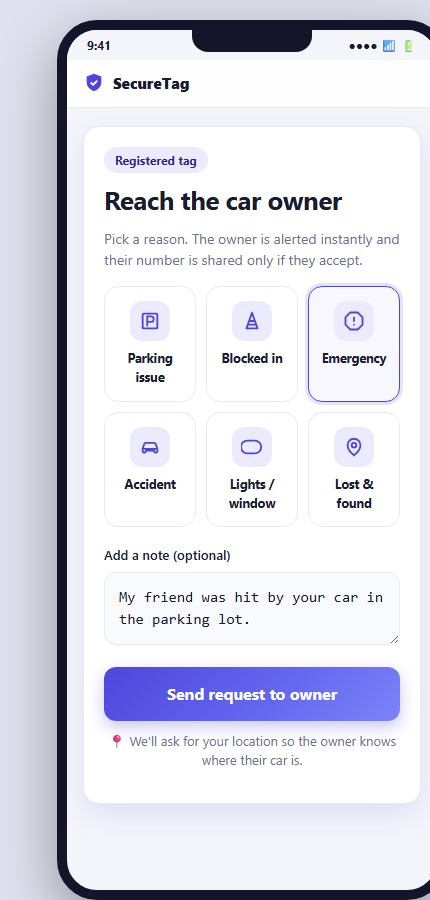 9:41
SecureTag
Registered tag
Reach the car owner
Pick a reason. The owner is alerted instantly and
their number is shared only if they accept.
Parking
issue
Blocked in
Emergency
Accident
Lights /
window
Lost &
found
Add a note (optional)
My friend was hit by your car in
the parking lot.
Send request to owner
📍 We'll ask for your location so the owner knows
where their car is.